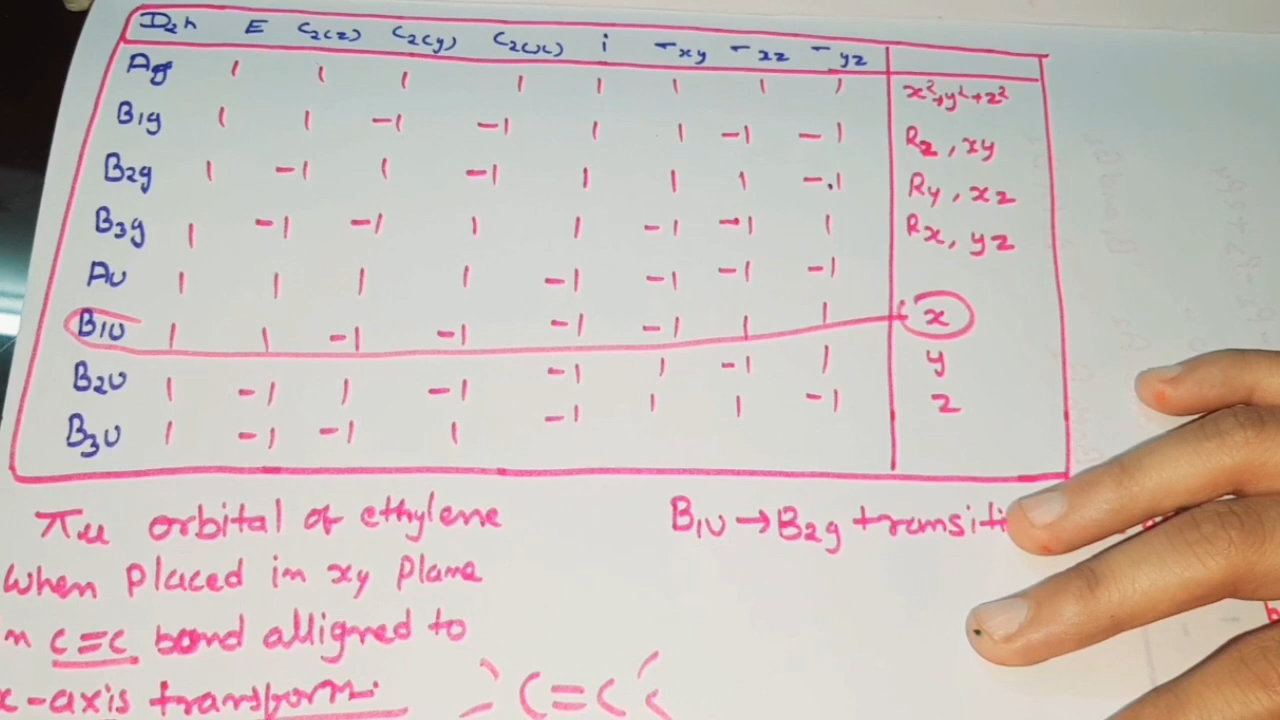 D2h E C2(z) C2(y) C2(x) i σxy σxz σyz
Ag 1 1 1 1 1 1 1 1 x²+y²+z²
B1g 1 1 -1 -1 1 1 -1 -1 Rz, xy
B2g 1 -1 1 -1 1 1 1 -1 Ry, xz
B3g 1 -1 -1 1 1 -1 -1 1 Rx, yz
Au 1 1 1 1 -1 -1 -1 -1
B1u 1 1 -1 -1 -1 -1 1 1 x
B2u 1 -1 1 -1 -1 1 -1 1 y
B3u 1 -1 -1 1 -1 1 1 -1 z
πu orbital of ethylene
when placed in xy Plane
C=C bond alligned to
x-axis transform
B1u → B2g transiti
C=C